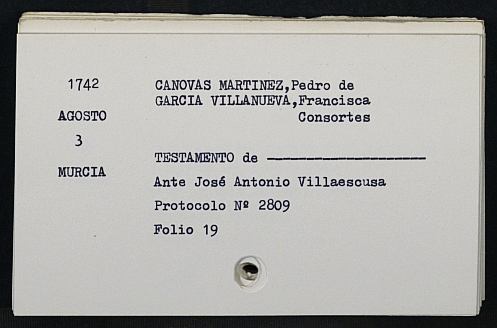 1742
AGOSTO
3
MURCIA
CANOVAS MARTINEZ,Pedro de
GARCIA VILLANUEVA,Francisca
Consortes
TESTAMENTO de ————————————————
Ante José Antonio Villaescusa
Protocolo Nº 2809
Folio 19